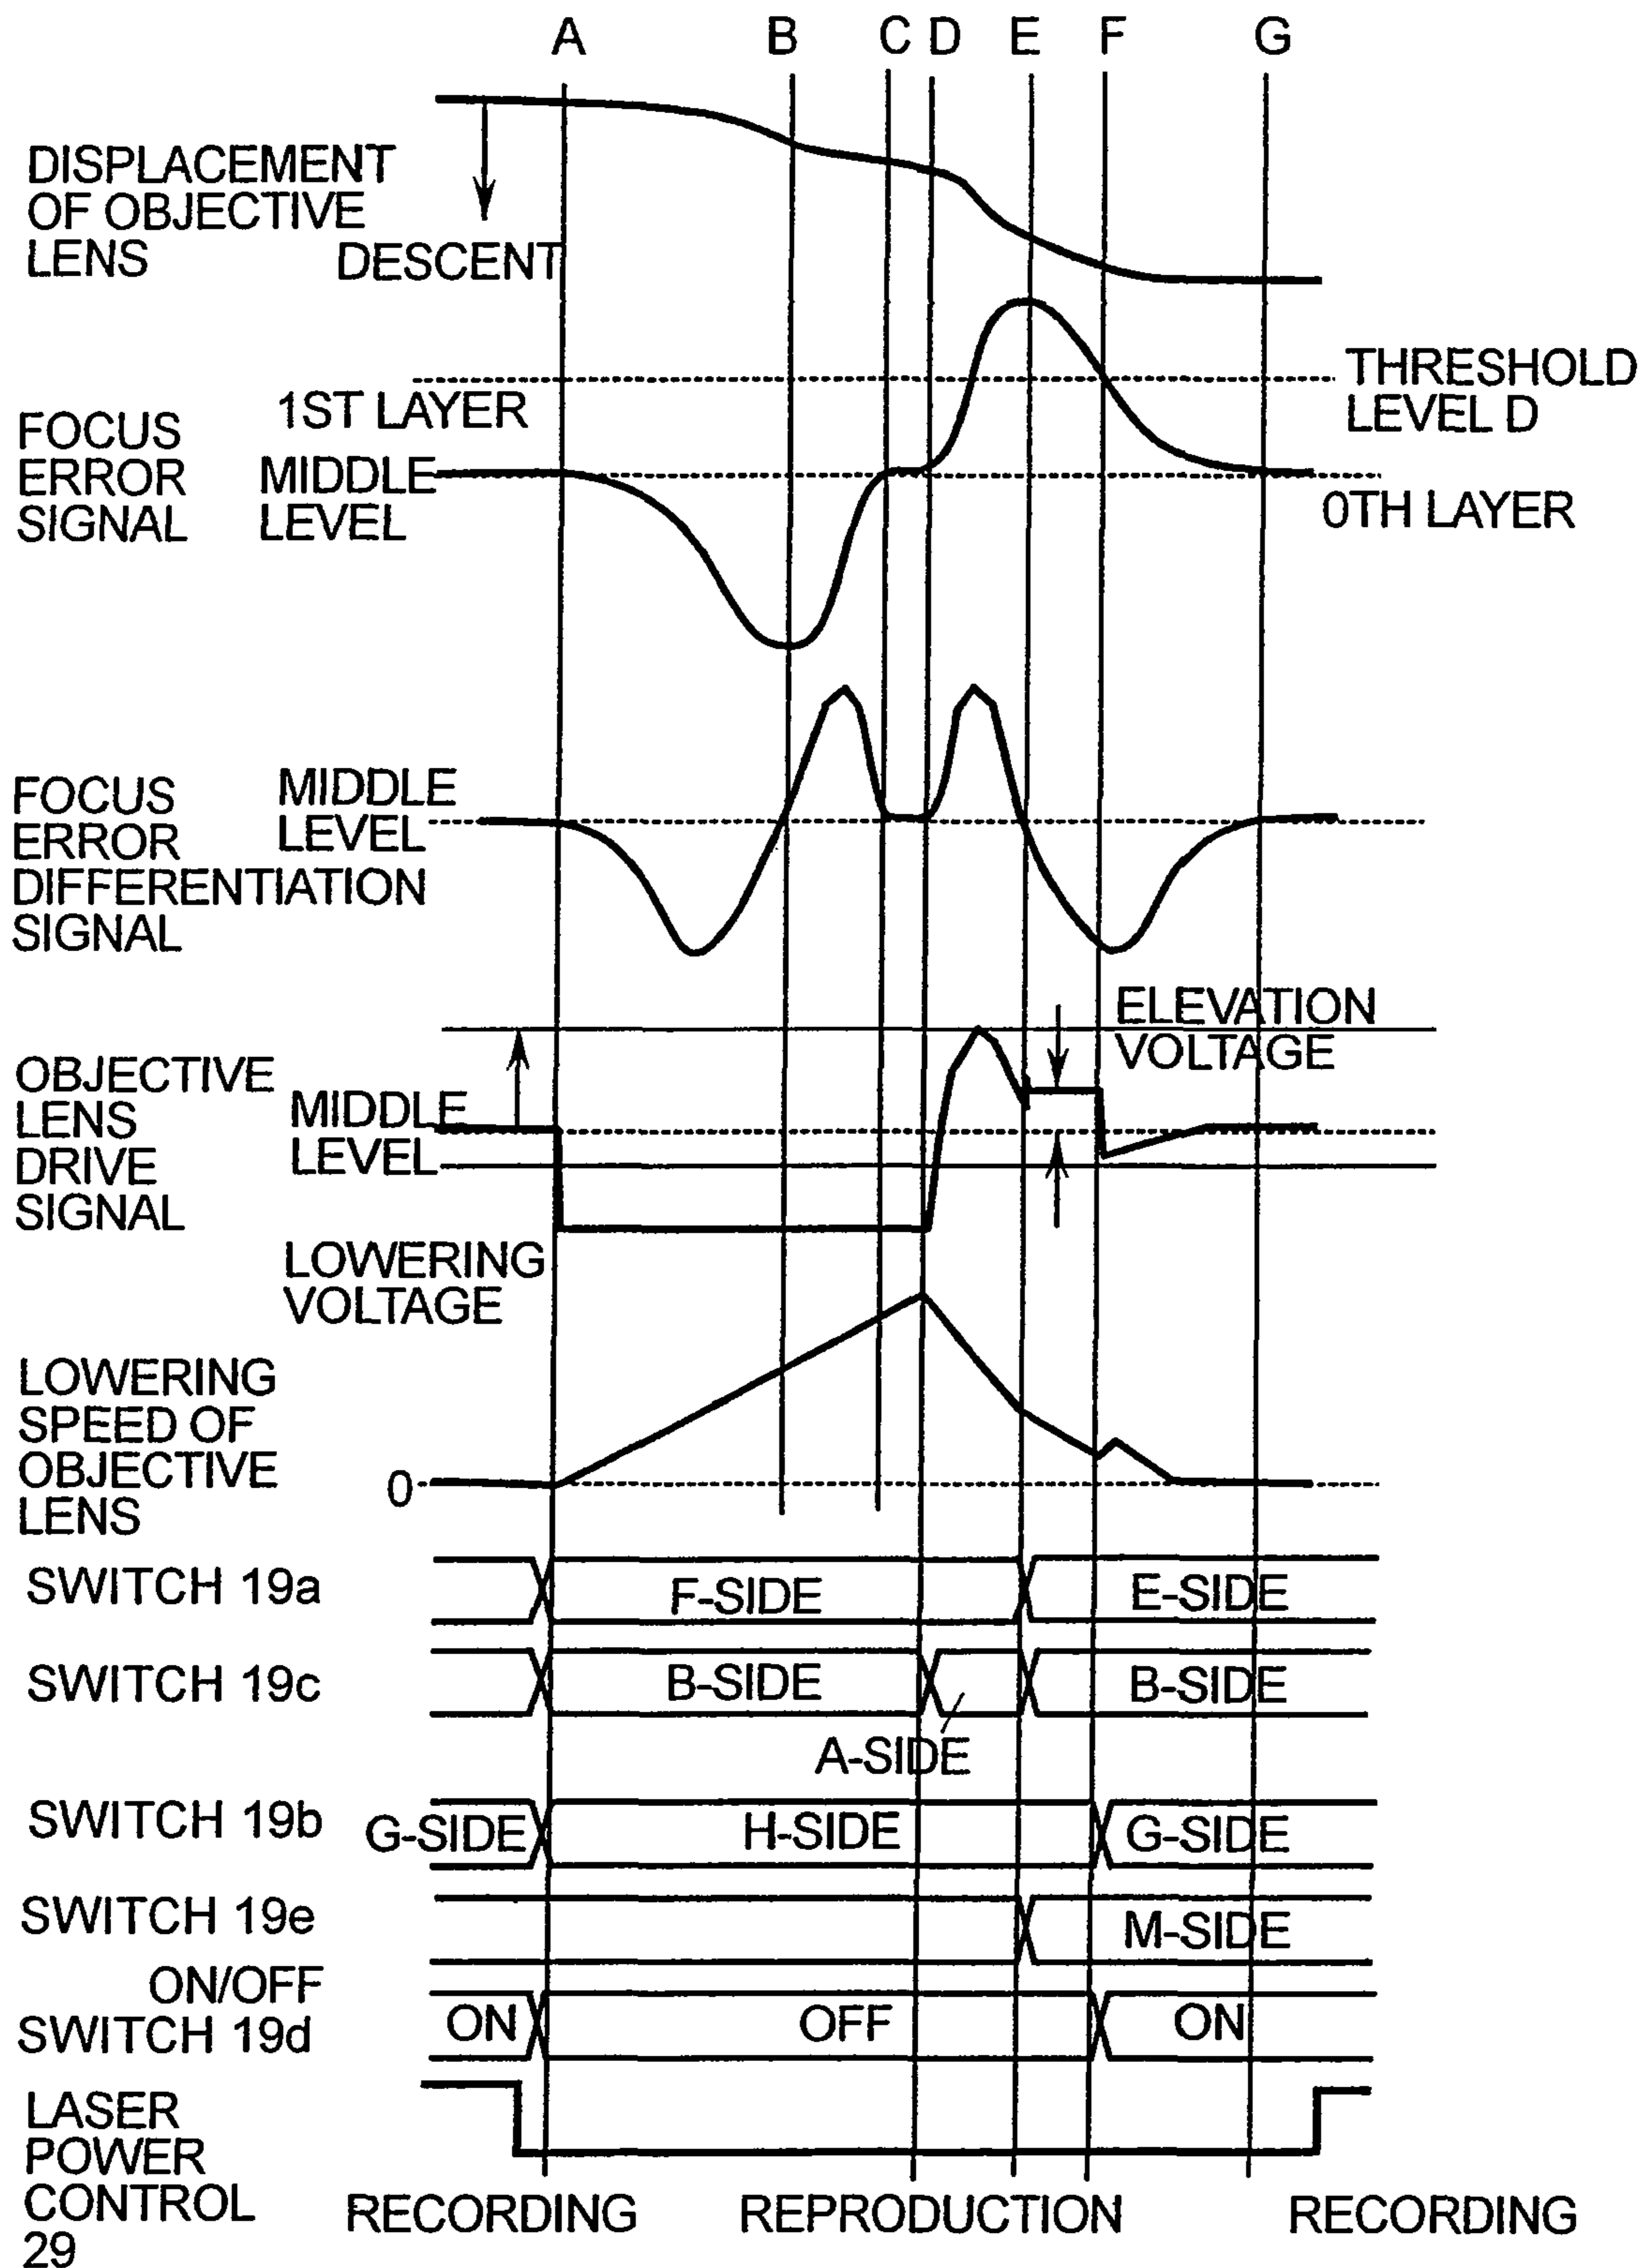 A B C D E F G
DISPLACEMENT
OF OBJECTIVE
LENS
DESCENT
THRESHOLD
LEVEL D
1ST LAYER
FOCUS
ERROR
SIGNAL
MIDDLE
LEVEL
0TH LAYER
FOCUS
ERROR
DIFFERENTIATION
SIGNAL
MIDDLE
LEVEL
ELEVATION
VOLTAGE
OBJECTIVE
LENS
DRIVE
SIGNAL
MIDDLE
LEVEL
LOWERING
VOLTAGE
LOWERING
SPEED OF
OBJECTIVE
LENS
0
SWITCH 19a
F-SIDE
E-SIDE
SWITCH 19c
B-SIDE
B-SIDE
A-SIDE
SWITCH 19b
G-SIDE
H-SIDE
G-SIDE
SWITCH 19e
M-SIDE
ON/OFF
SWITCH 19d
ON
OFF
ON
LASER
POWER
CONTROL
29
RECORDING
REPRODUCTION
RECORDING